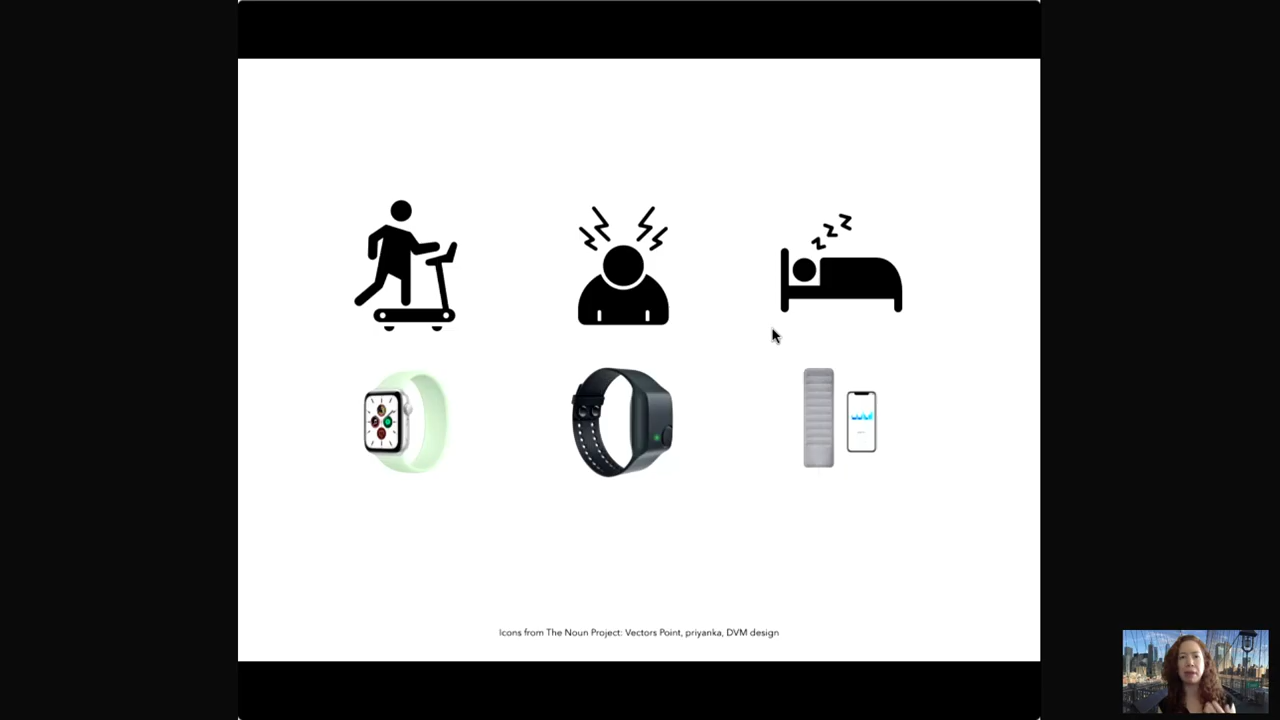 Icons from The Noun Project: Vectors Point, priyanka, DVM design